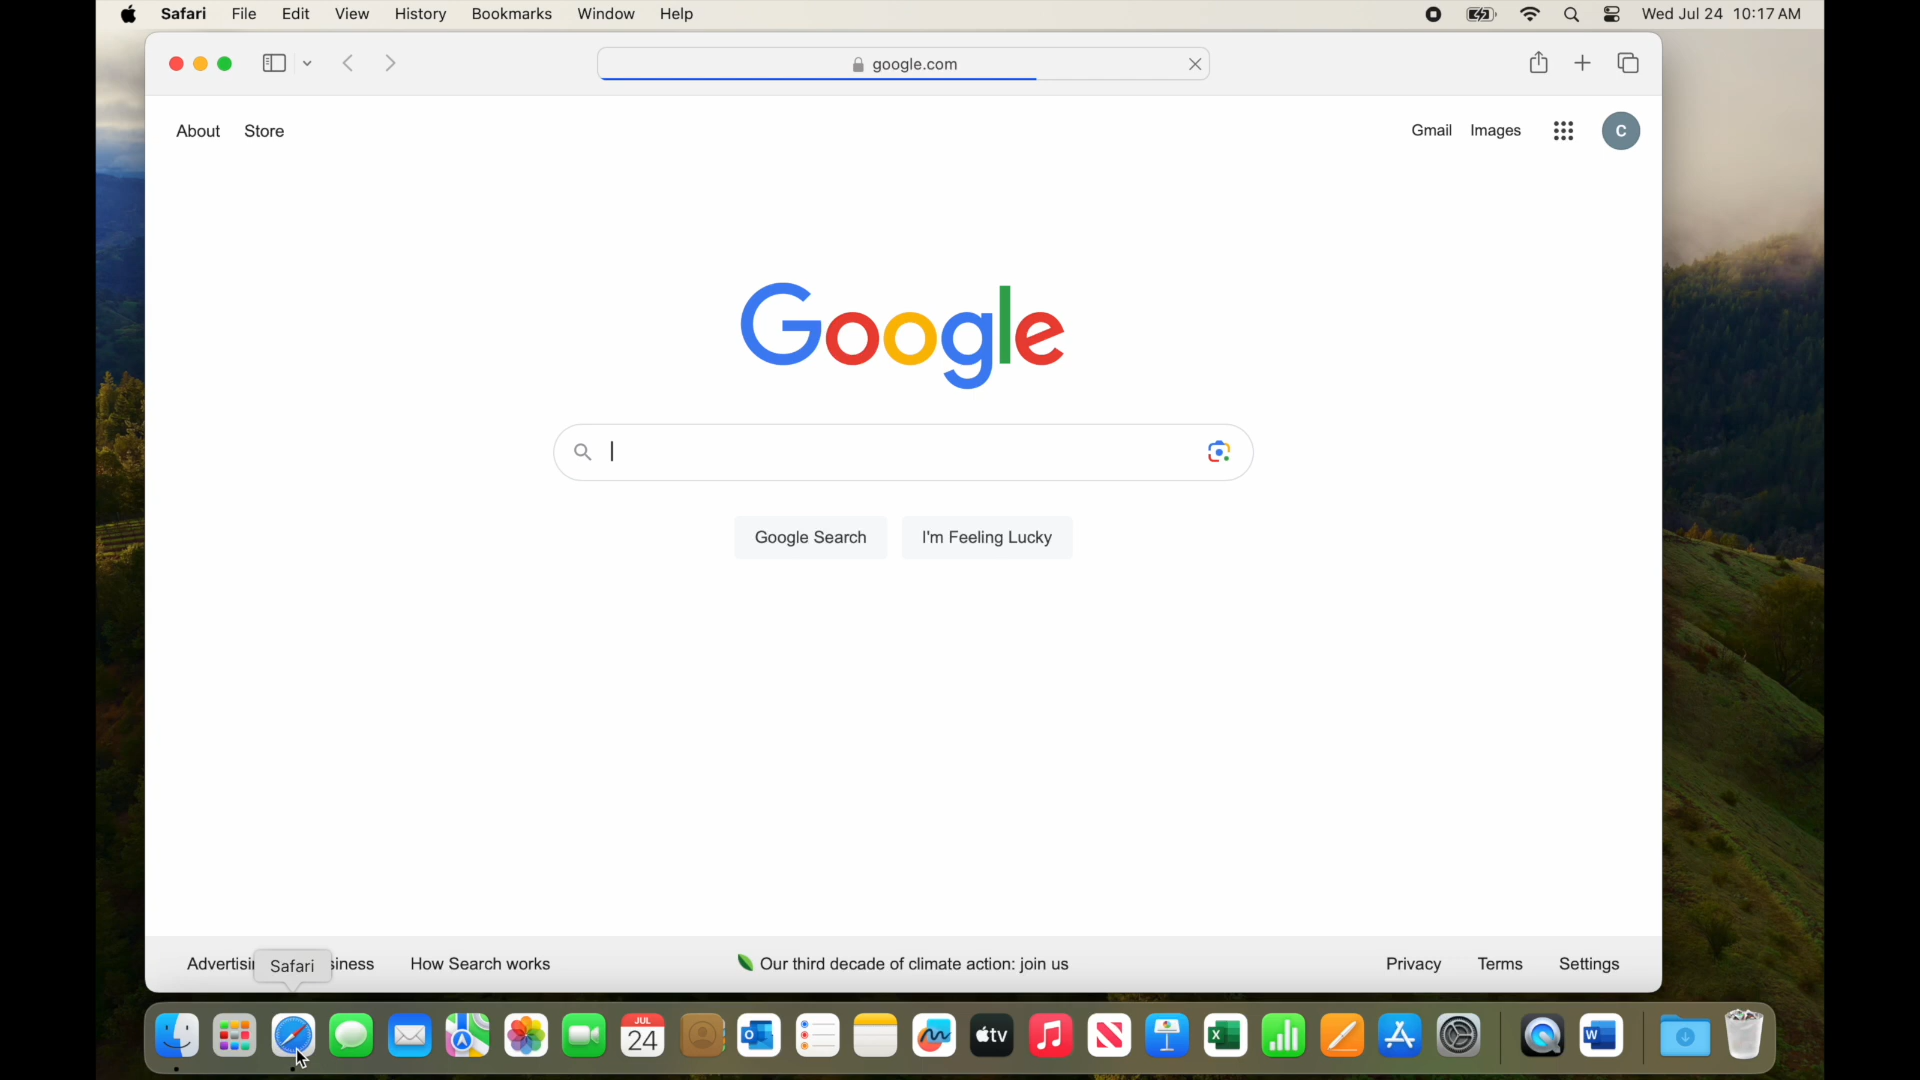 Safari File Edit View History Bookmarks Window Help Wed Jul 24 10:17 AM
google.com
About Store Gmail Images C
Google
Google Search I'm Feeling Lucky
How Search works Our third decade of climate action: join us Privacy Terms Settings
Safari
JUL
24
tv
W